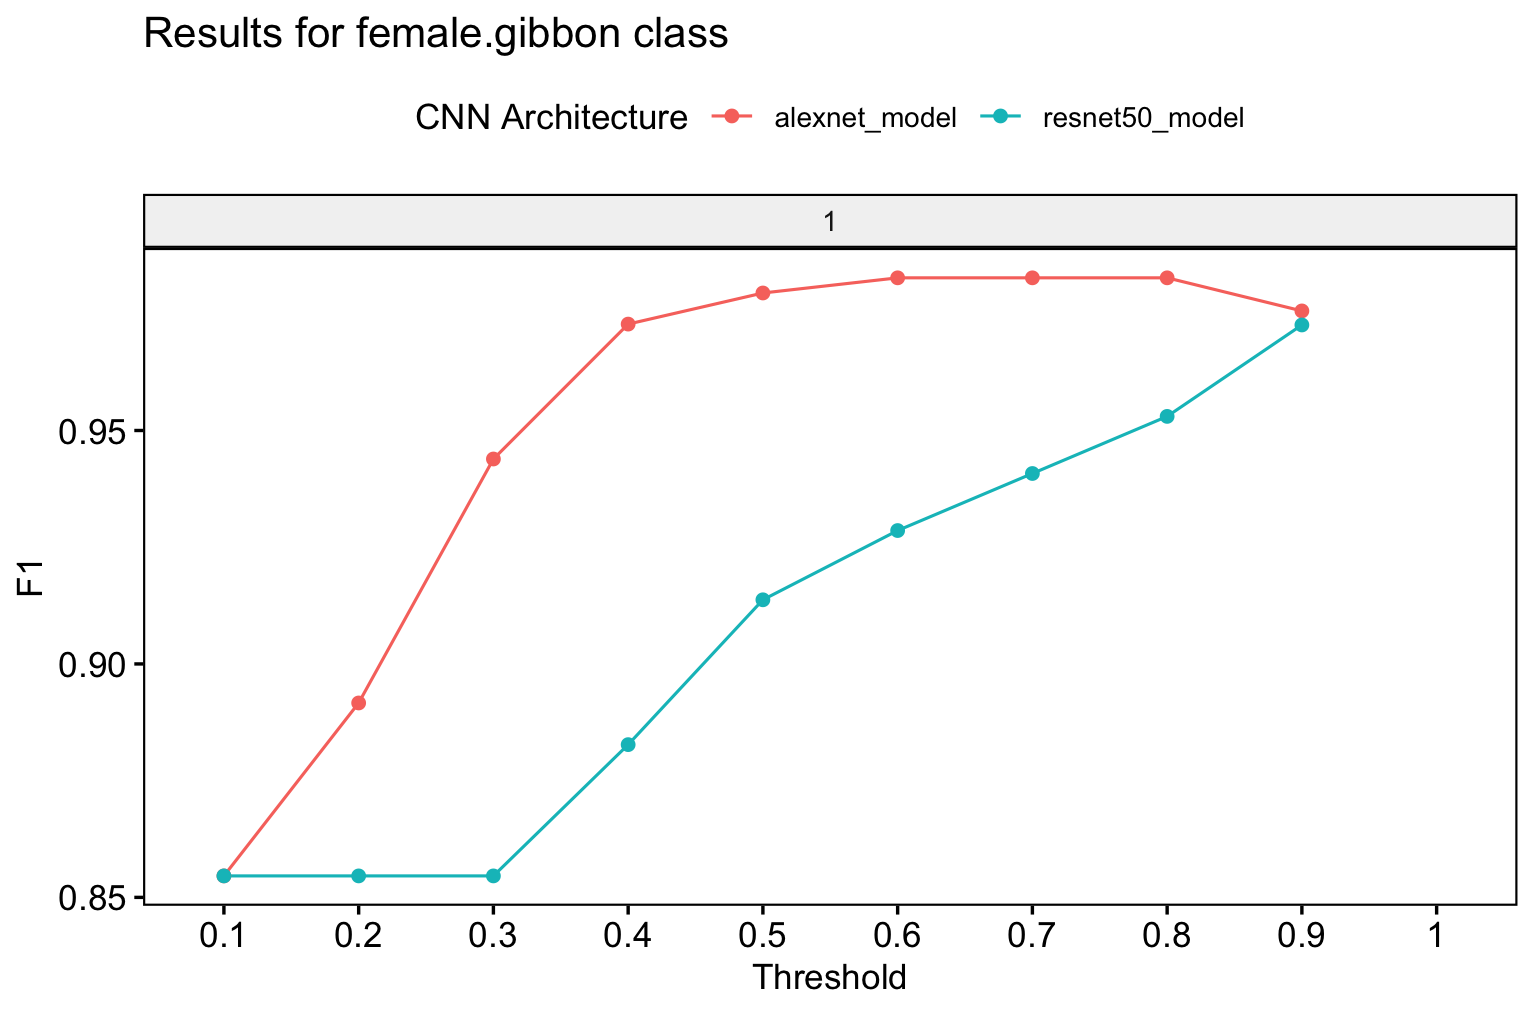 Results for female.gibbon class
CNN Architecture alexnet_model resnet50_model
1
0.95
0.90
0.85
F1
0.1 0.2 0.3 0.4 0.5 0.6 0.7 0.8 0.9 1
Threshold